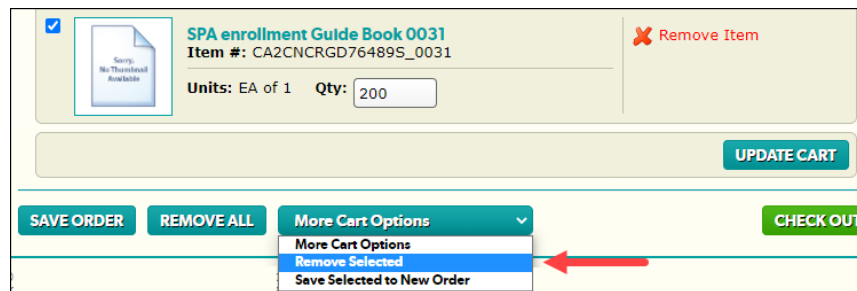 Sorry,
No Thumbnail
Available
SPA enrollment Guide Book 0031
Item #: CA2CNCRGD76489S_0031
Units: EA of 1 Qty: 200
Remove Item
UPDATE CART
SAVE ORDER REMOVE ALL More Cart Options CHECK OUT
More Cart Options
Remove Selected
Save Selected to New Order